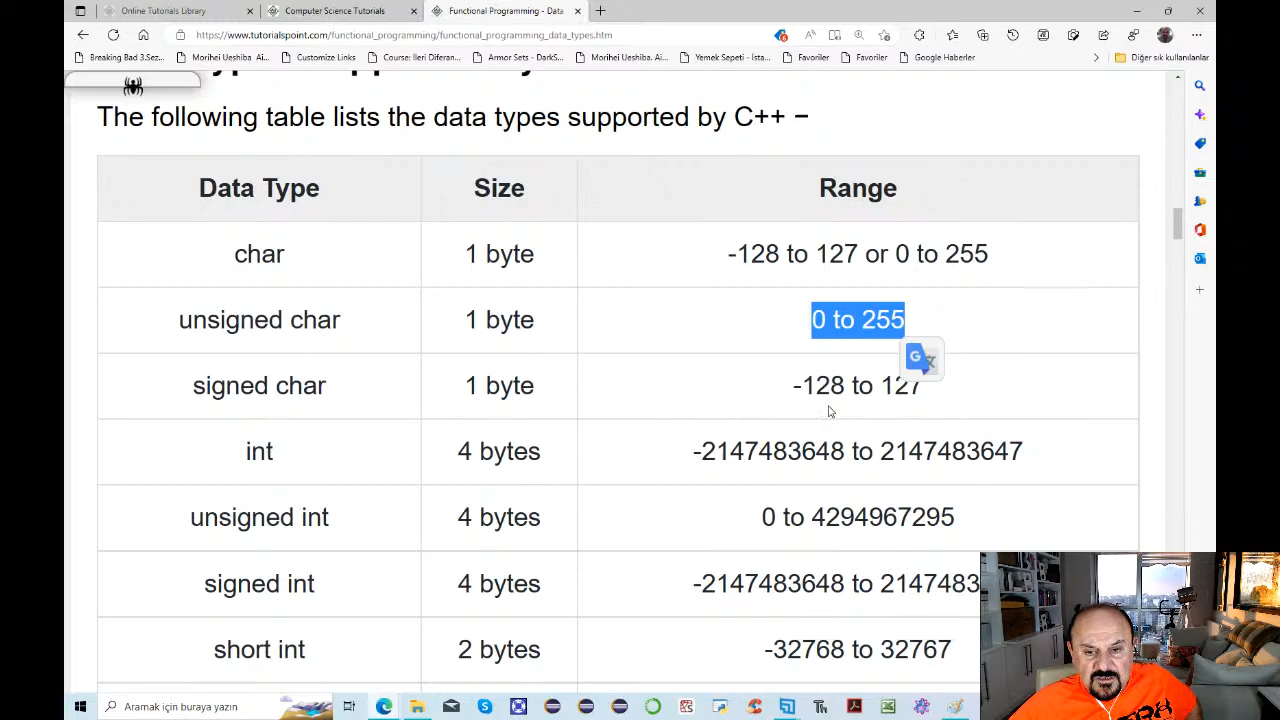 Online Tutorials Library
Computer Science Tutorials
Functional Programming - Data
https://www.tutorialspoint.com/functional_programming/functional_programming_data_types.htm
Breaking Bad 3.Sez...
Morihei Ueshiba. Ai...
Customize Links
Course: Ileri Diferan...
Armor Sets - DarkS...
Morihei Ueshiba. Ai...
Yemek Sepeti - İsta...
Favoriler
Favoriler
Google Haberler
Diğer sık kullanılanlar
The following table lists the data types supported by C++ −
Data Type Size Range
char 1 byte -128 to 127 or 0 to 255
unsigned char 1 byte 0 to 255
signed char 1 byte -128 to 127
int 4 bytes -2147483648 to 2147483647
unsigned int 4 bytes 0 to 4294967295
signed int 4 bytes -2147483648 to 2147483
short int 2 bytes -32768 to 32767
Aramak için buraya yazın